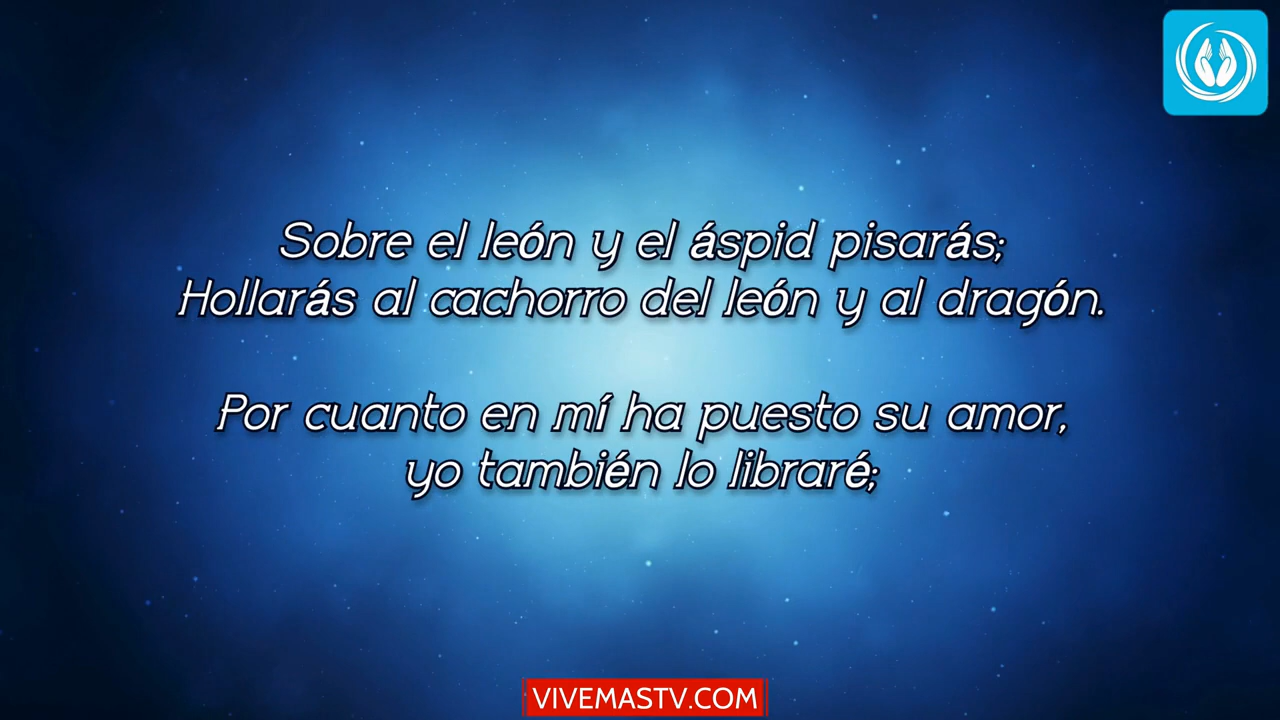 Sobre el león y el áspid pisarás;
Hollarás al cachorro del león y al dragón.
Por cuanto en mí ha puesto su amor,
yo también lo libraré;
VIVEMASTV.COM